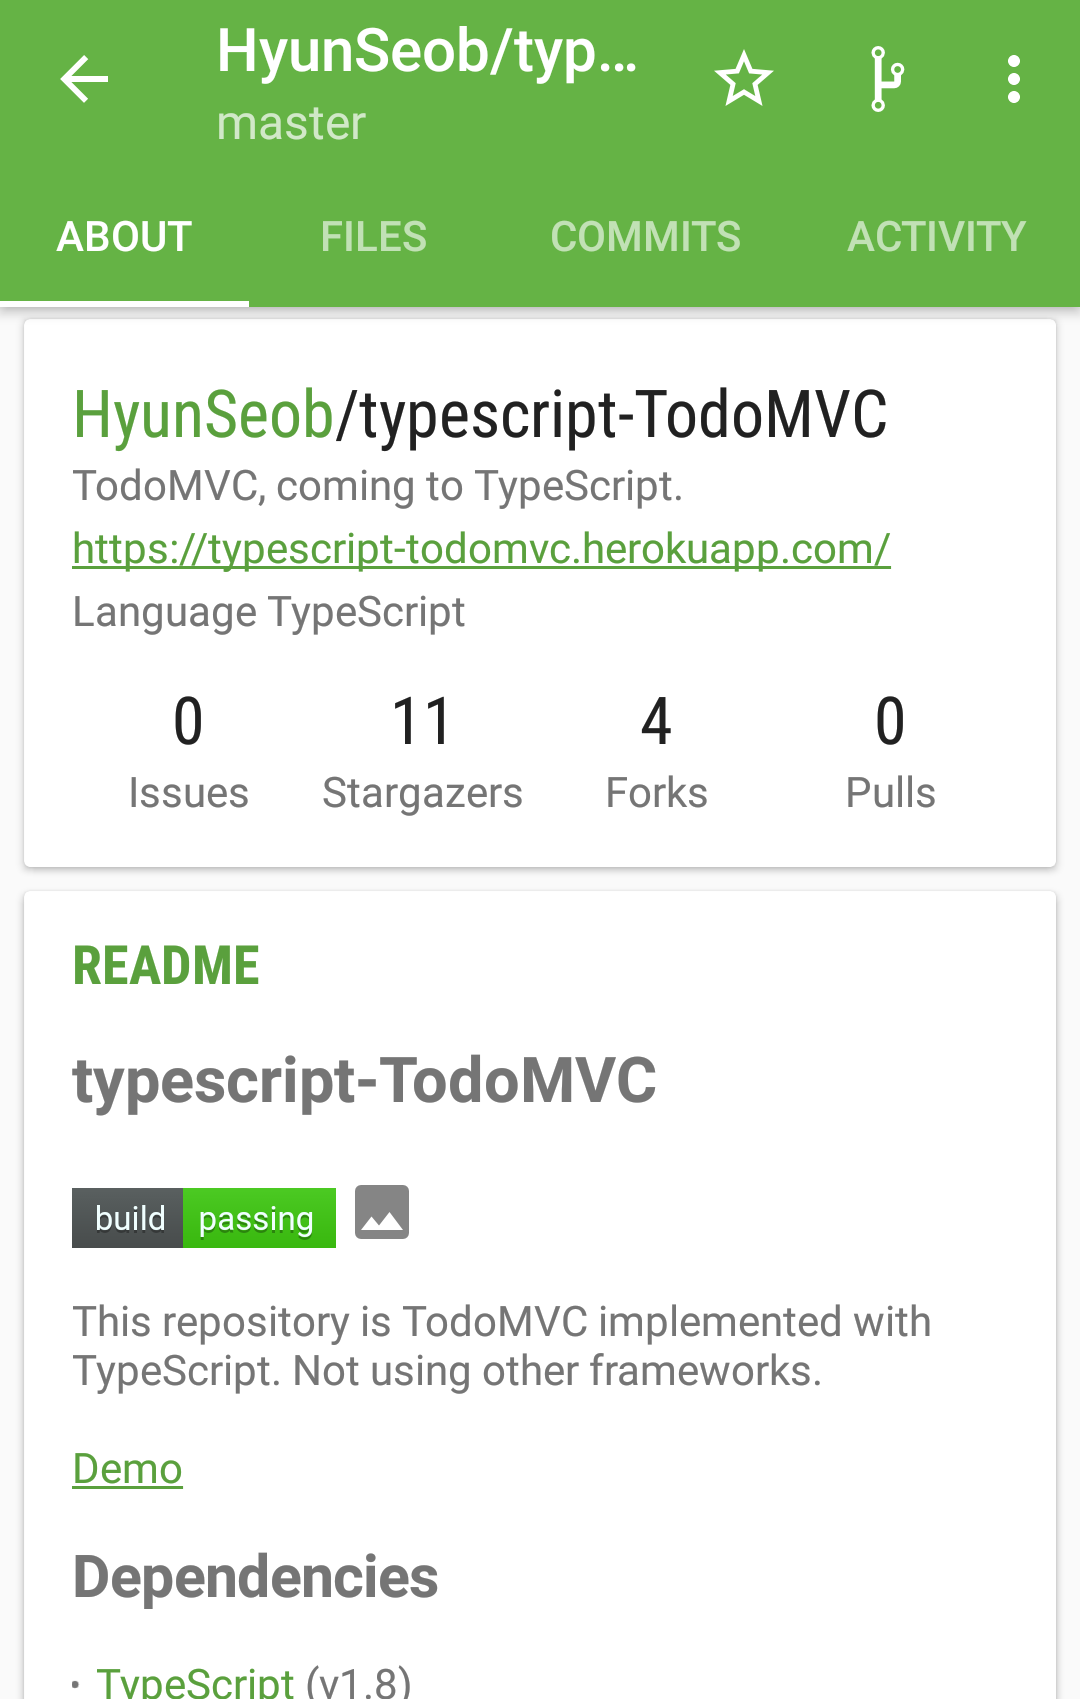 HyunSeob/typ...
master
ABOUT FILES COMMITS ACTIVITY
HyunSeob/typescript-TodoMVC
TodoMVC, coming to TypeScript.
https://typescript-todomvc.herokuapp.com/
Language TypeScript
0 11 4 0
Issues Stargazers Forks Pulls
README
typescript-TodoMVC
build passing
This repository is TodoMVC implemented with
TypeScript. Not using other frameworks.
Demo
Dependencies
· TypeScript (v1.8)